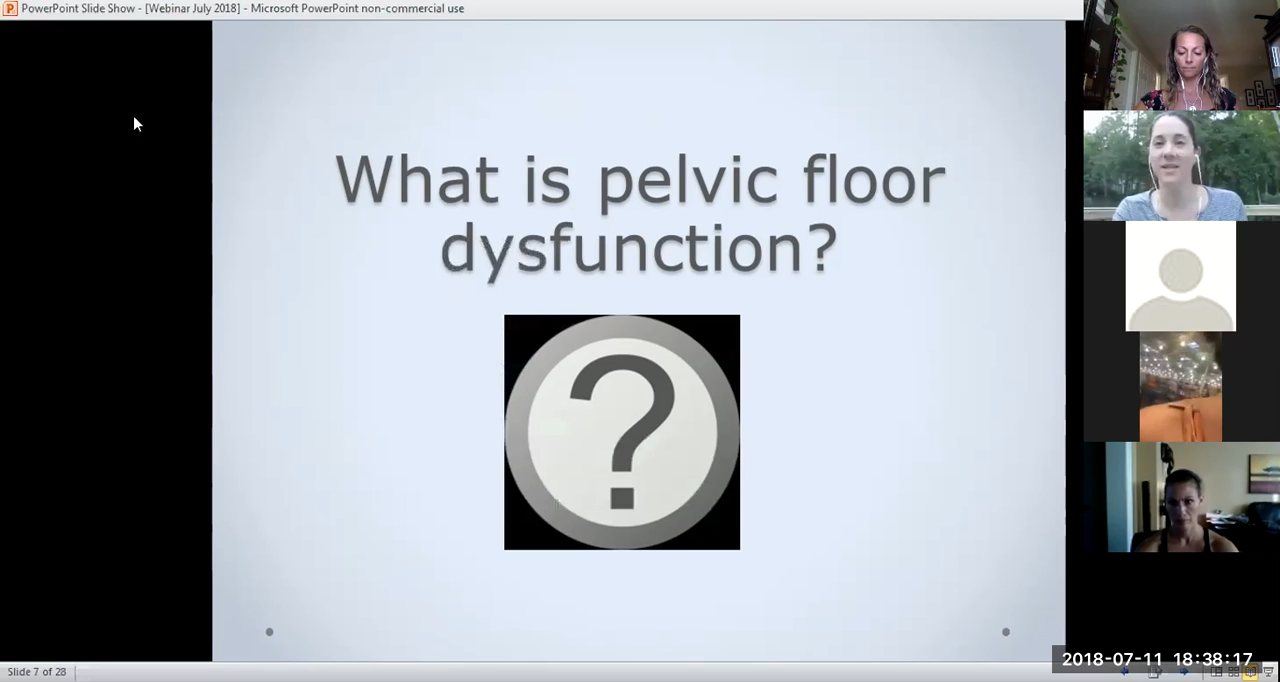 PowerPoint Slide Show - [Webinar July 2018] - Microsoft PowerPoint non-commercial use
What is pelvic floor
dysfunction?
?
2018-07-11 18:38:17
Slide 7 of 28